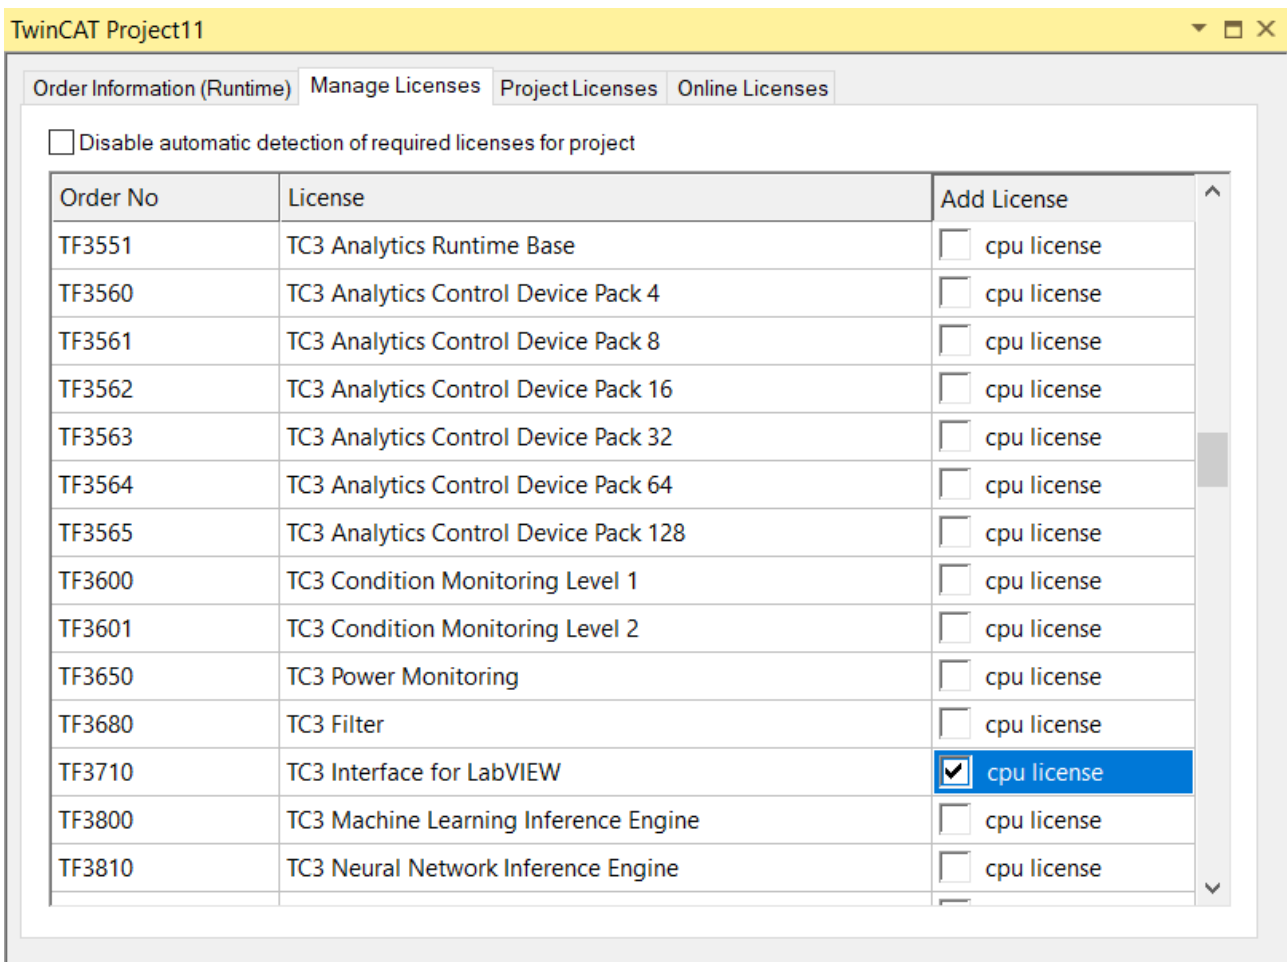 TwinCAT Project11
Order Information (Runtime) Manage Licenses Project Licenses Online Licenses
Disable automatic detection of required licenses for project
Order No License Add License
TF3551 TC3 Analytics Runtime Base cpu license
TF3560 TC3 Analytics Control Device Pack 4 cpu license
TF3561 TC3 Analytics Control Device Pack 8 cpu license
TF3562 TC3 Analytics Control Device Pack 16 cpu license
TF3563 TC3 Analytics Control Device Pack 32 cpu license
TF3564 TC3 Analytics Control Device Pack 64 cpu license
TF3565 TC3 Analytics Control Device Pack 128 cpu license
TF3600 TC3 Condition Monitoring Level 1 cpu license
TF3601 TC3 Condition Monitoring Level 2 cpu license
TF3650 TC3 Power Monitoring cpu license
TF3680 TC3 Filter cpu license
TF3710 TC3 Interface for LabVIEW cpu license
TF3800 TC3 Machine Learning Inference Engine cpu license
TF3810 TC3 Neural Network Inference Engine cpu license